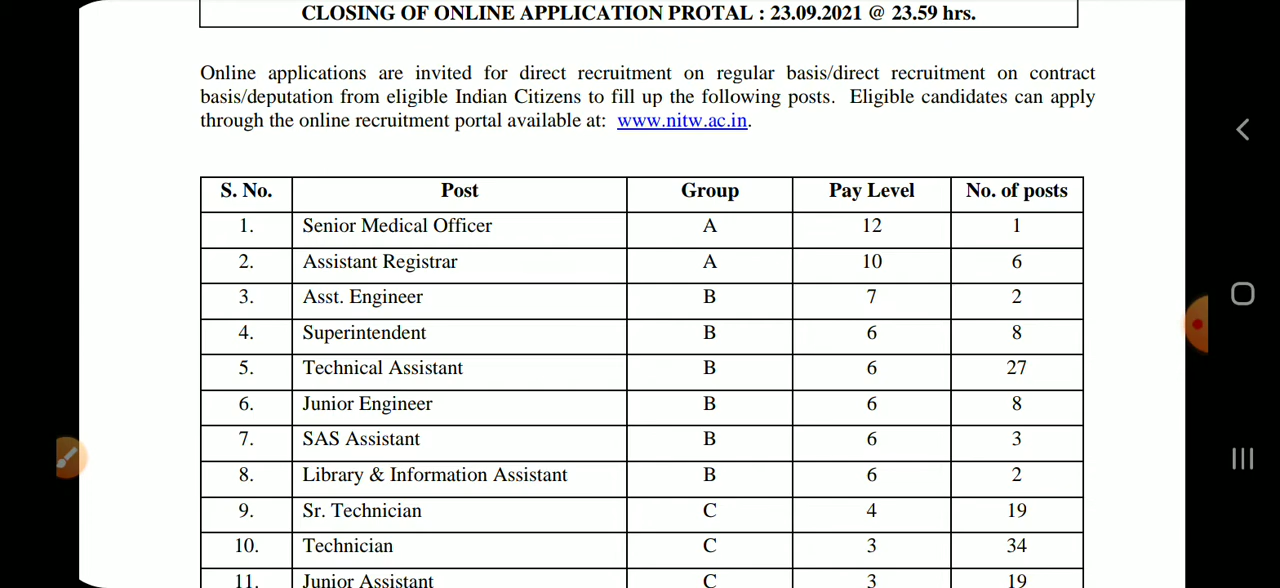 CLOSING OF ONLINE APPLICATION PROTAL : 23.09.2021 @ 23.59 hrs.
Online applications are invited for direct recruitment on regular basis/direct recruitment on contract
basis/deputation from eligible Indian Citizens to fill up the following posts. Eligible candidates can apply
through the online recruitment portal available at: www.nitw.ac.in.
S. No. Post Group Pay Level No. of posts
1. Senior Medical Officer A 12 1
2. Assistant Registrar A 10 6
3. Asst. Engineer B 7 2
4. Superintendent B 6 8
5. Technical Assistant B 6 27
6. Junior Engineer B 6 8
7. SAS Assistant B 6 3
8. Library & Information Assistant B 6 2
9. Sr. Technician C 4 19
10. Technician C 3 34
11. Junior Assistant C 3 19